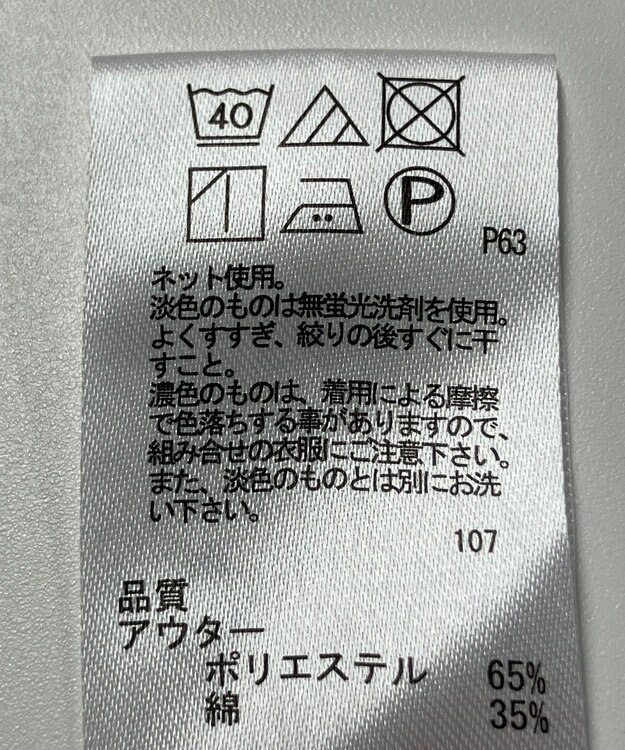 40
P
P63
ネット使用。
淡色のものは無蛍光洗剤を使用。
よくすすぎ、絞りの後すぐに干
すこと。
濃色のものは、着用による摩擦
で色落ちする事がありますので、
組み合せの衣服にご注意下さい。
また、淡色のものとは別にお洗
い下さい。
107
品質
アウター
ポリエステル 65%
綿 35%